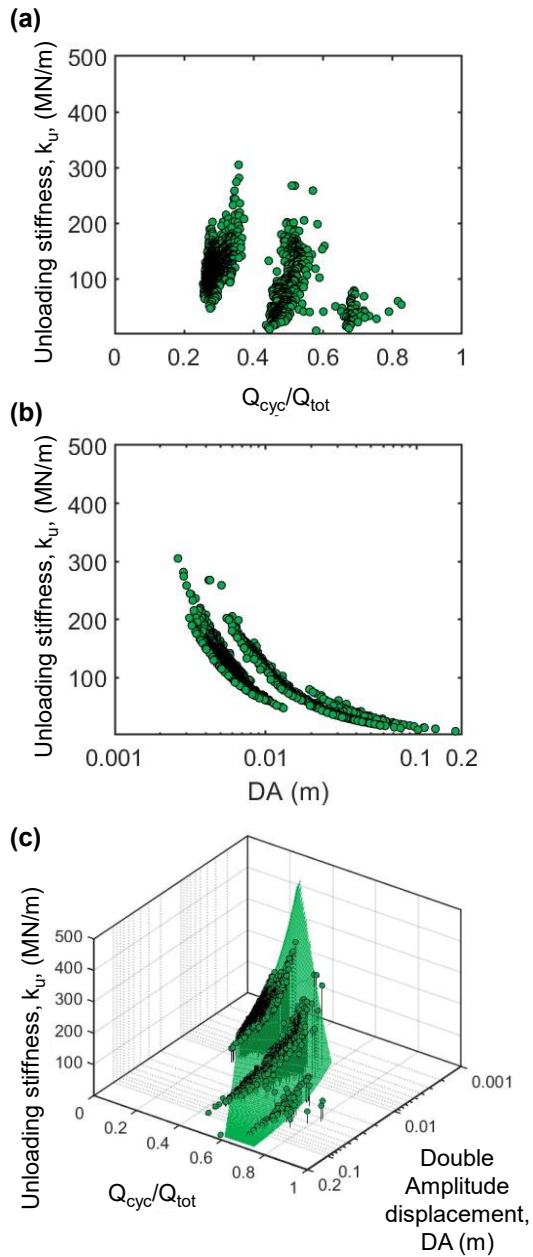 (a)
Unloading stiffness, kᵤ, (MN/m)
500
400
300
200
100
0 0.2 0.4 0.6 0.8 1
Q_cyc/Q_tot
(b)
Unloading stiffness, kᵤ, (MN/m)
500
400
300
200
100
0.001 0.01 0.1 0.2
DA (m)
(c)
Unloading stiffness, kᵤ, (MN/m)
500
400
300
200
100
0 0.2 0.4 0.6 0.8 1
Q_cyc/Q_tot
0.2 0.1 0.01 0.001
Double
Amplitude
displacement,
DA (m)